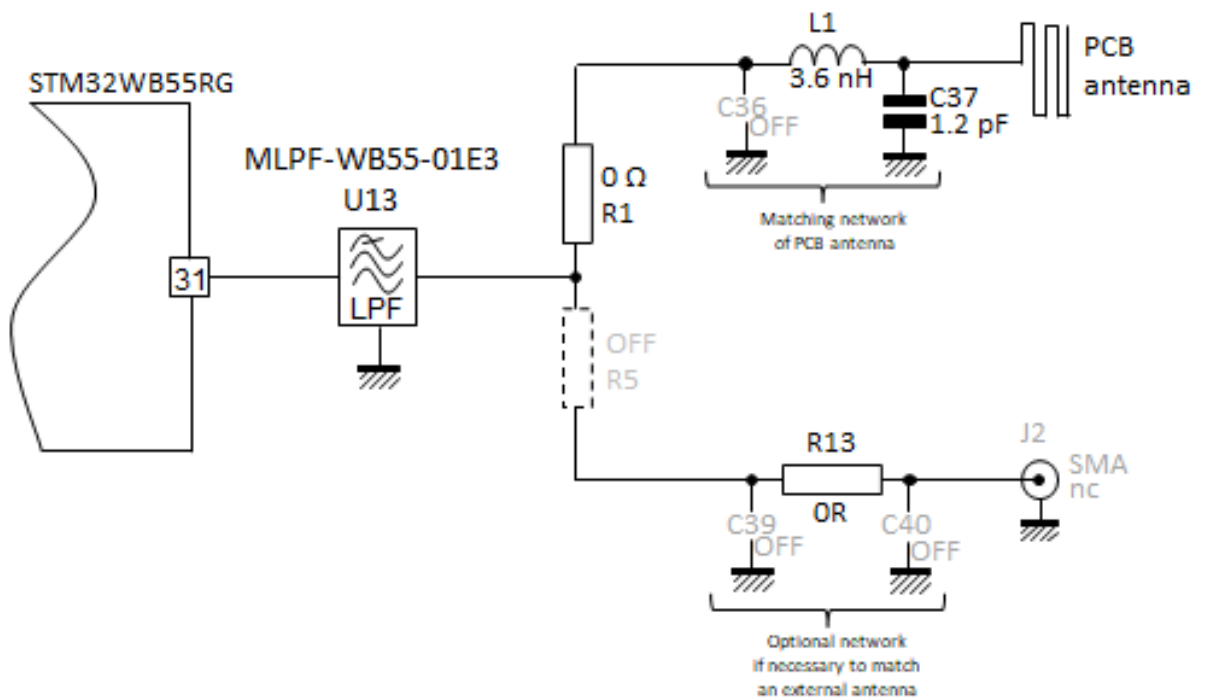 STM32WB55RG
31
MLPF-WB55-01E3
U13
LPF
0 Ω
R1
C36
OFF
L1
3.6 nH
C37
1.2 pF
PCB
antenna
Matching network
of PCB antenna
OFF
R5
C39
OFF
R13
0R
C40
OFF
J2
SMA
nc
Optional network
if necessary to match
an external antenna